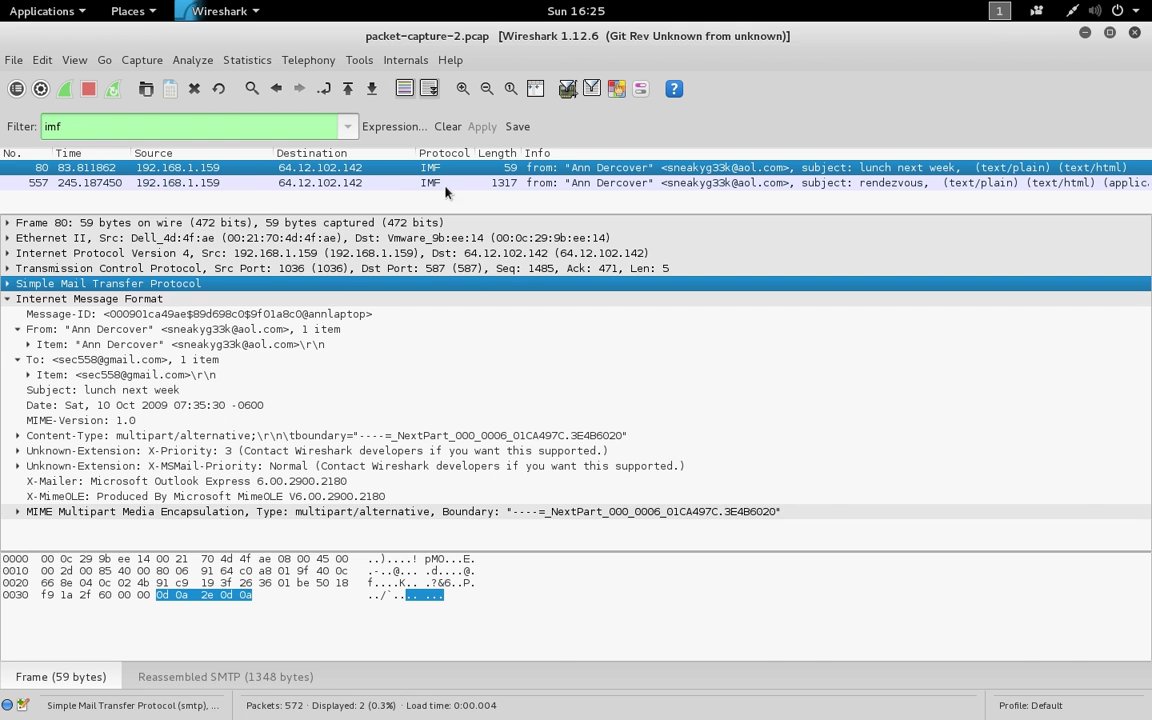 Applications Places Wireshark Sun 16:25 1
packet-capture-2.pcap [Wireshark 1.12.6 (Git Rev Unknown from unknown)]
File Edit View Go Capture Analyze Statistics Telephony Tools Internals Help
Filter: imf Expression... Clear Apply Save
No. Time Source Destination Protocol Length Info
80 83.811862 192.168.1.159 64.12.102.142 IMF 59 from: "Ann Dercover" <sneakyg33k@aol.com>, subject: lunch next week, (text/plain) (text/html)
557 245.187450 192.168.1.159 64.12.102.142 IMF 1317 from: "Ann Dercover" <sneakyg33k@aol.com>, subject: rendezvous, (text/plain) (text/html) (applica
Frame 80: 59 bytes on wire (472 bits), 59 bytes captured (472 bits)
Ethernet II, Src: Dell_4d:4f:ae (00:21:70:4d:4f:ae), Dst: Vmware_9b:ee:14 (00:0c:29:9b:ee:14)
Internet Protocol Version 4, Src: 192.168.1.159 (192.168.1.159), Dst: 64.12.102.142 (64.12.102.142)
Transmission Control Protocol, Src Port: 1036 (1036), Dst Port: 587 (587), Seq: 1485, Ack: 471, Len: 5
Simple Mail Transfer Protocol
Internet Message Format
Message-ID: <000901ca49ae$89d698c0$9f01a8c0@annlaptop>
From: "Ann Dercover" <sneakyg33k@aol.com>, 1 item
Item: "Ann Dercover" <sneakyg33k@aol.com>\r\n
To: <sec558@gmail.com>, 1 item
Item: <sec558@gmail.com>\r\n
Subject: lunch next week
Date: Sat, 10 Oct 2009 07:35:30 -0600
MIME-Version: 1.0
Content-Type: multipart/alternative;\r\n\tboundary="----=_NextPart_000_0006_01CA497C.3E4B6020"
Unknown-Extension: X-Priority: 3 (Contact Wireshark developers if you want this supported.)
Unknown-Extension: X-MSMail-Priority: Normal (Contact Wireshark developers if you want this supported.)
X-Mailer: Microsoft Outlook Express 6.00.2900.2180
X-MimeOLE: Produced By Microsoft MimeOLE V6.00.2900.2180
MIME Multipart Media Encapsulation, Type: multipart/alternative, Boundary: "----=_NextPart_000_0006_01CA497C.3E4B6020"
0000 00 0c 29 9b ee 14 00 21 70 4d 4f ae 08 00 45 00 ..)....! pMO...E.
0010 00 2d 00 85 40 00 80 06 91 64 c0 a8 01 9f 40 0c .-..@... .d....@.
0020 66 8e 04 0c 02 4b 91 c9 19 3f 26 36 01 be 50 18 f....K.. .?&6..P.
0030 f9 1a 2f 60 00 00 0d 0a 2e 0d 0a ../`.... ...
Frame (59 bytes) Reassembled SMTP (1348 bytes)
Simple Mail Transfer Protocol (smtp), ... Packets: 572 · Displayed: 2 (0.3%) · Load time: 0:00.004 Profile: Default